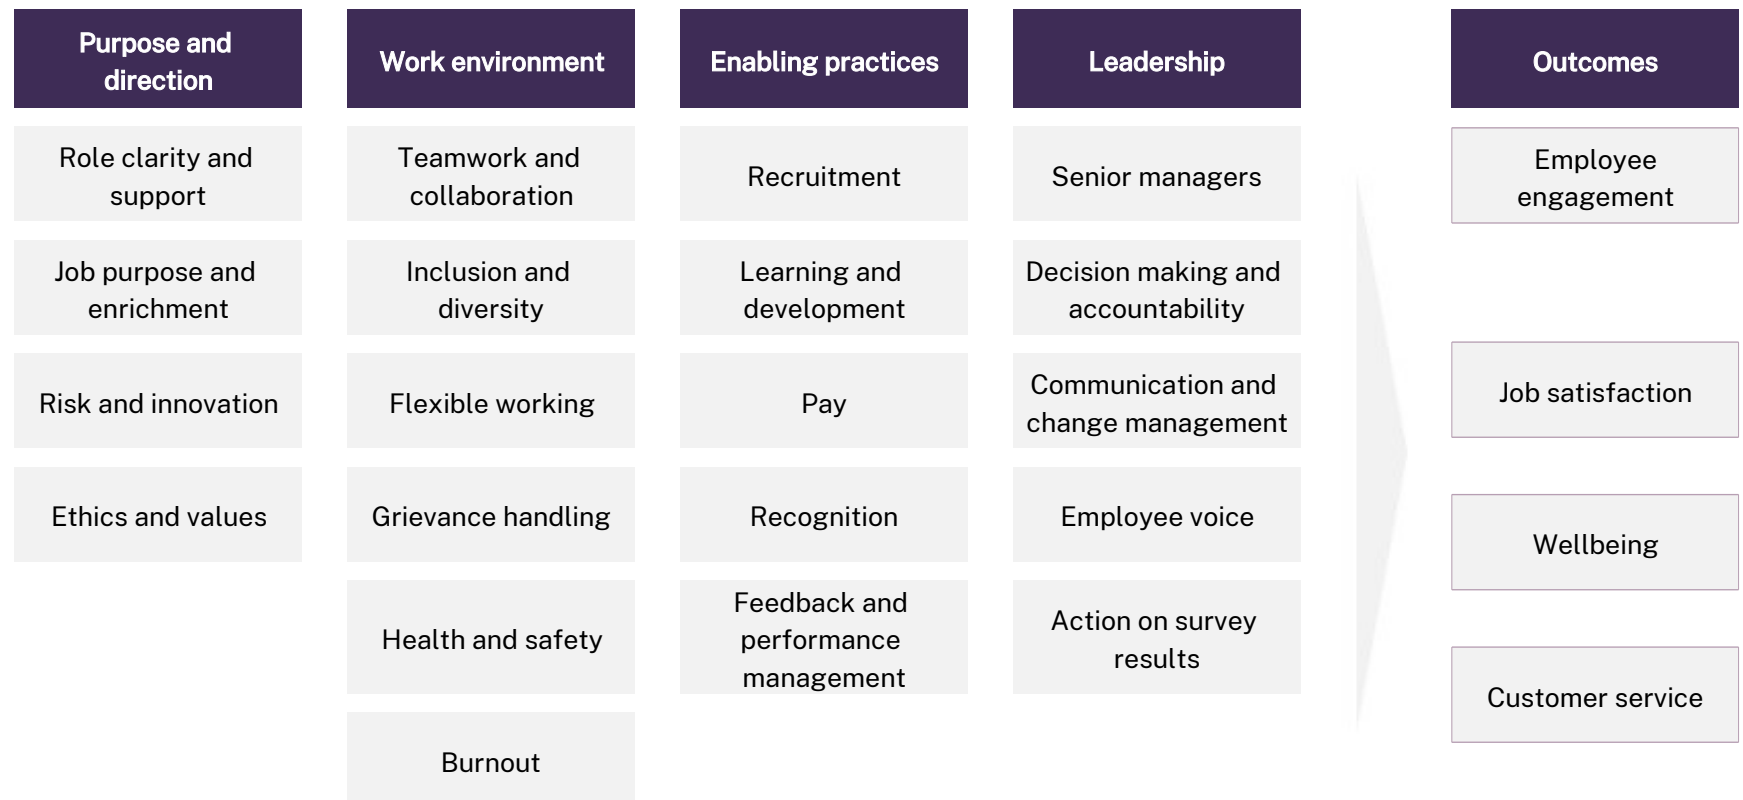 Purpose and
direction
Role clarity and
support
Job purpose and
enrichment
Risk and innovation
Ethics and values
Work environment
Teamwork and
collaboration
Inclusion and
diversity
Flexible working
Grievance handling
Health and safety
Burnout
Enabling practices
Recruitment
Learning and
development
Pay
Recognition
Feedback and
performance
management
Leadership
Senior managers
Decision making and
accountability
Communication and
change management
Employee voice
Action on survey
results
Outcomes
Employee
engagement
Job satisfaction
Wellbeing
Customer service